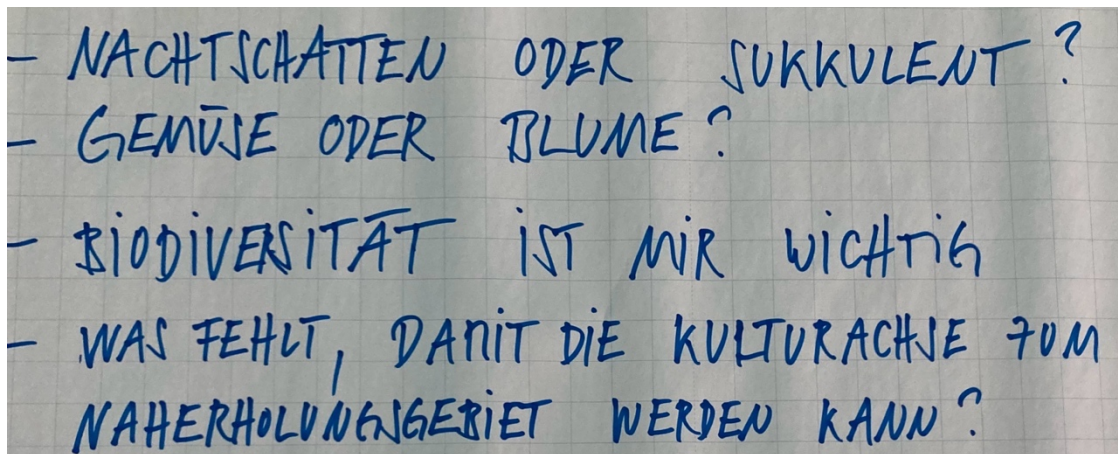 - NACHTSCHATTEN ODER SUKKULENT?
- GEMÜSE ODER BLUME?
- BIODIVERSITÄT IST MIR WICHTIG
- WAS FEHLT, DAMIT DIE KULTURACHSE ZUM
NAHERHOLUNGSGEBIET WERDEN KANN?